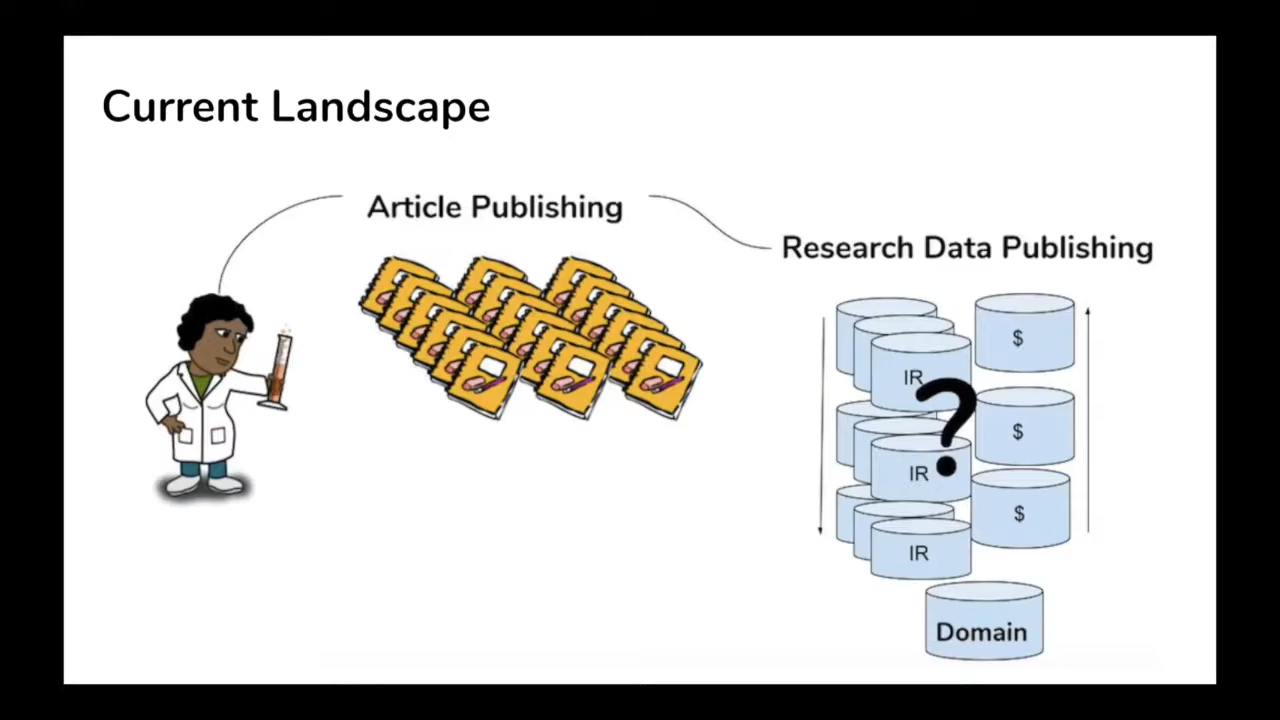 Current Landscape
Article Publishing
Research Data Publishing
IR
$
?
IR
$
IR
$
Domain